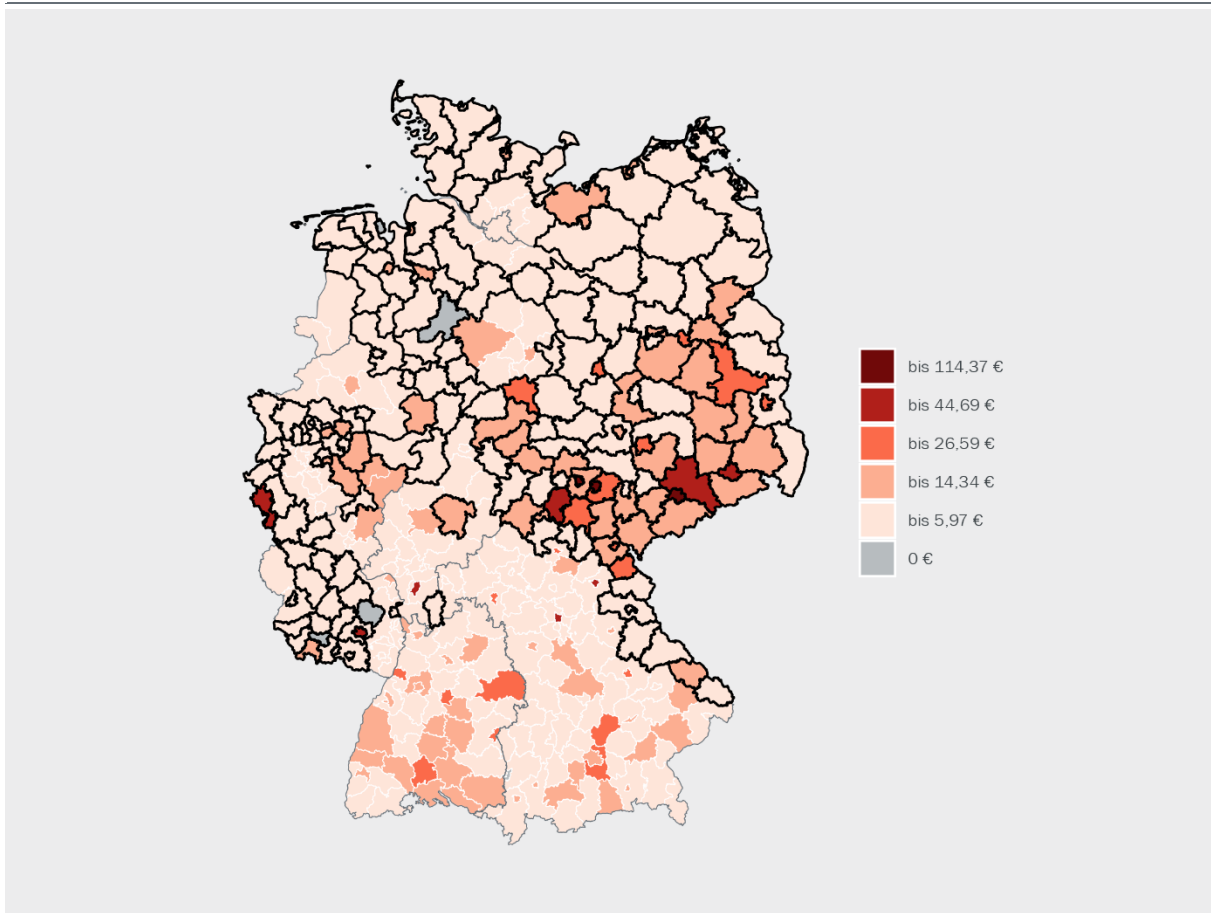 bis 114,37 €
bis 44,69 €
bis 26,59 €
bis 14,34 €
bis 5,97 €
0 €